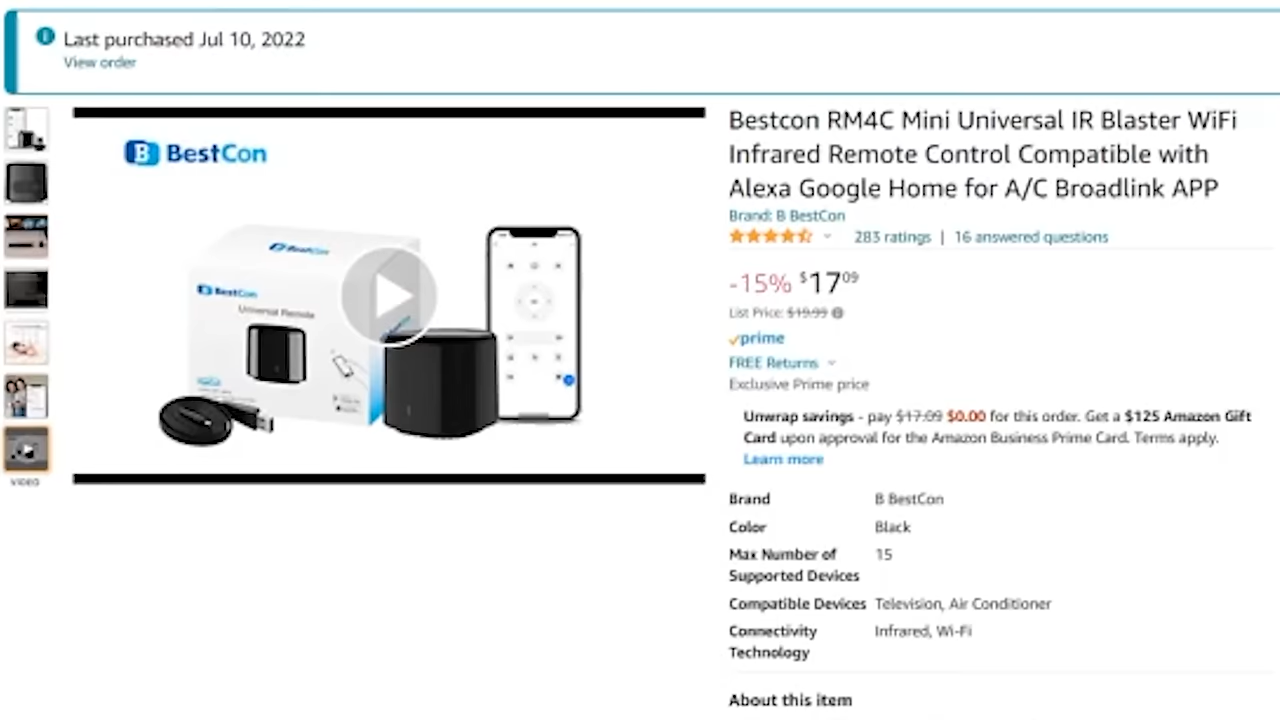 Last purchased Jul 10, 2022
View order
BestCon
BestCon
BestCon
Universal Remote
VIDEO
Bestcon RM4C Mini Universal IR Blaster WiFi
Infrared Remote Control Compatible with
Alexa Google Home for A/C Broadlink APP
Brand: B BestCon
283 ratings | 16 answered questions
-15% $17.09
List Price: $19.99
prime
FREE Returns
Exclusive Prime price
Unwrap savings - pay $17.09 $0.00 for this order. Get a $125 Amazon Gift
Card upon approval for the Amazon Business Prime Card. Terms apply.
Learn more
Brand B BestCon
Color Black
Max Number of 15
Supported Devices
Compatible Devices Television, Air Conditioner
Connectivity Infrared, Wi-Fi
Technology
About this item